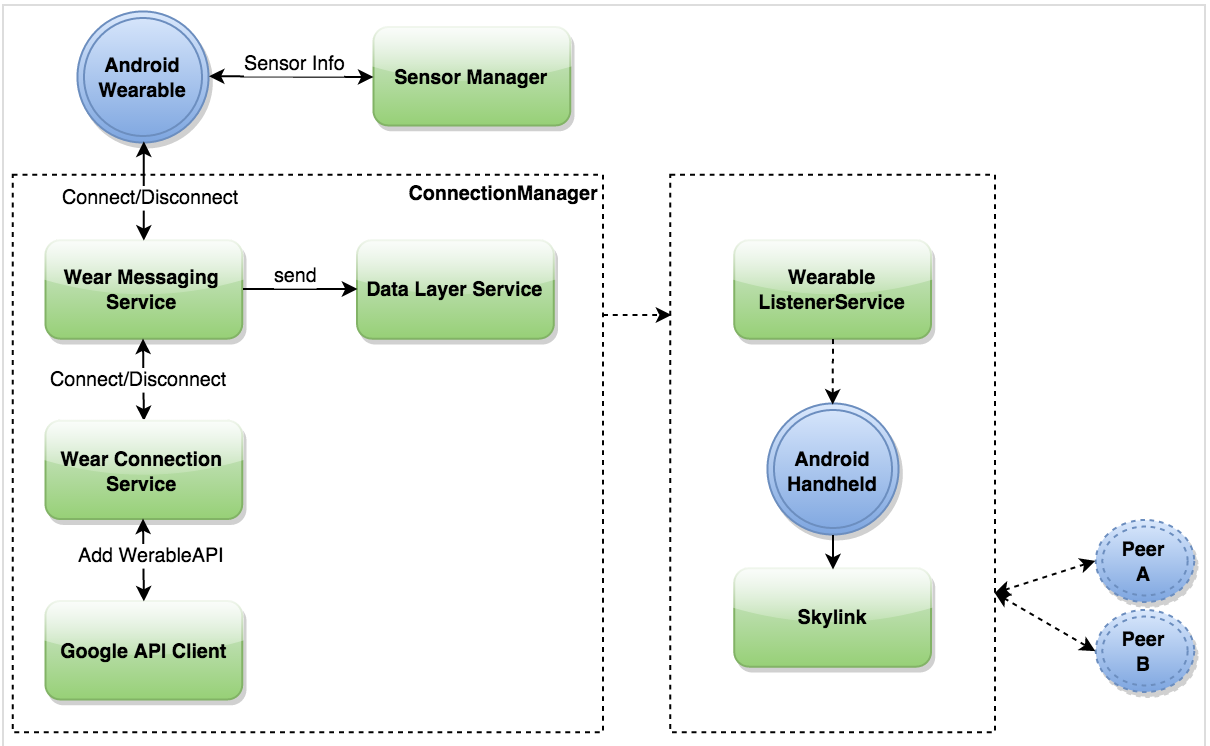 Android
Wearable
Sensor Info
Sensor Manager
Connect/Disconnect
ConnectionManager
Wear Messaging
Service
send
Data Layer Service
Connect/Disconnect
Wear Connection
Service
Add WerableAPI
Google API Client
Wearable
ListenerService
Android
Handheld
Skylink
Peer
A
Peer
B